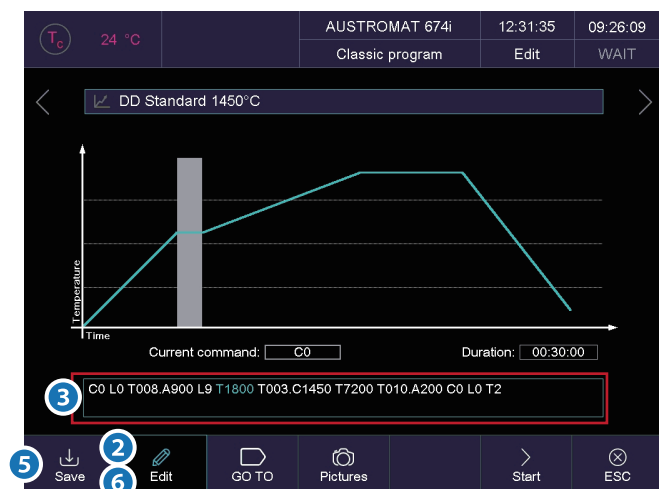 AUSTROMAT 674i 12:31:35 09:26:09
Tc 24 °C
Classic program Edit WAIT
DD Standard 1450°C
Temperature
Time
Current command: C0 Duration: 00:30:00
3 C0 L0 T008.A900 L9 T1800 T003.C1450 T7200 T010.A200 C0 L0 T2
5 Save 2 6 Edit GO TO Pictures Start ESC